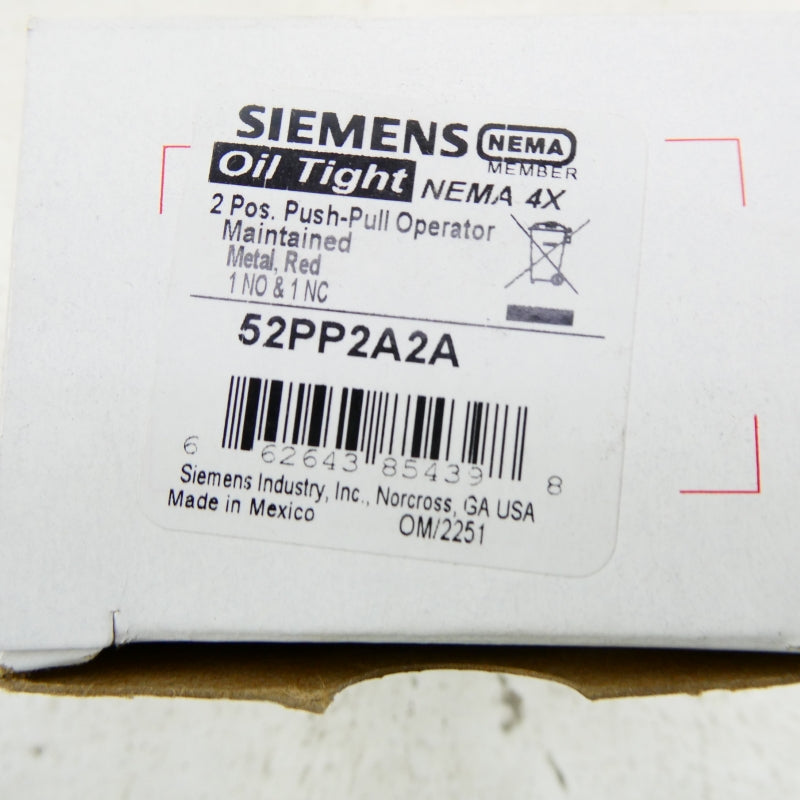 SIEMENS NEMA
MEMBER
Oil Tight NEMA 4X
2 Pos. Push-Pull Operator
Maintained
Metal, Red
1 NO & 1 NC
52PP2A2A
6 62643 85439 8
Siemens Industry, Inc., Norcross, GA USA
Made in Mexico OM/2251